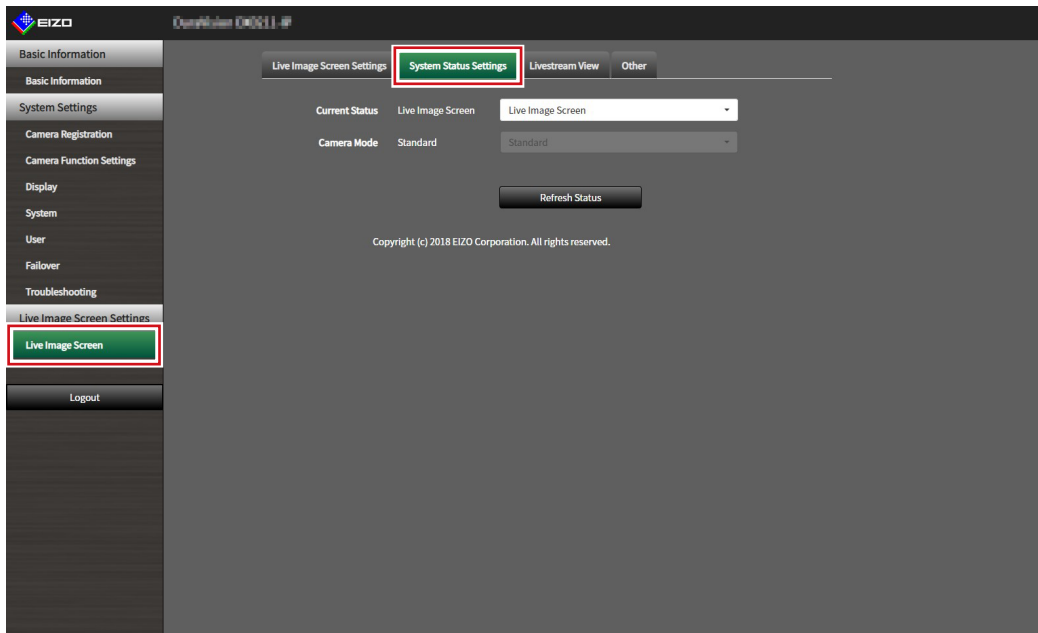 EIZO
Basic Information
Basic Information
System Settings
Camera Registration
Camera Function Settings
Display
System
User
Failover
Troubleshooting
Live Image Screen Settings
Live Image Screen
Logout
Live Image Screen Settings System Status Settings Livestream View Other
Current Status Live Image Screen Live Image Screen
Camera Mode Standard Standard
Refresh Status
Copyright (c) 2018 EIZO Corporation. All rights reserved.